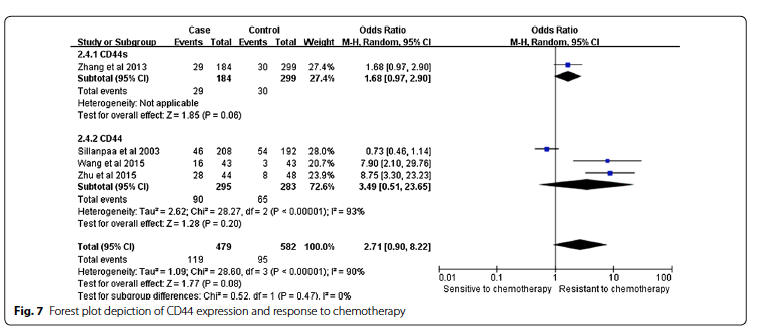 Case Control Odds Ratio Odds Ratio
Study or Subgroup Events Total Events Total Weight M-H, Random, 95% CI M-H, Random, 95% CI
2.4.1 CD44s
Zhang et al 2013 29 184 30 299 27.4% 1.68 [0.97, 2.90]
Subtotal (95% CI) 184 299 27.4% 1.68 [0.97, 2.90]
Total events 29 30
Heterogeneity: Not applicable
Test for overall effect: Z = 1.85 (P = 0.06)
2.4.2 CD44
Sillanpaa et al 2003 46 208 54 192 28.0% 0.73 [0.46, 1.14]
Wang et al 2015 16 43 3 43 20.7% 7.90 [2.10, 29.76]
Zhu et al 2015 28 44 8 48 23.9% 8.75 [3.30, 23.23]
Subtotal (95% CI) 295 283 72.6% 3.49 [0.51, 23.65]
Total events 90 65
Heterogeneity: Tau² = 2.62; Chi² = 28.27, df = 2 (P < 0.00001); I² = 93%
Test for overall effect: Z = 1.28 (P = 0.20)
Total (95% CI) 479 582 100.0% 2.71 [0.90, 8.22]
Total events 119 95
Heterogeneity: Tau² = 1.09; Chi² = 28.60, df = 3 (P < 0.00001); I² = 90%
Test for overall effect: Z = 1.77 (P = 0.08)
Test for subgroup differences: Chi² = 0.52, df = 1 (P = 0.47), I² = 0%
0.01 0.1 1 10 100
Sensitive to chemotherapy Resistant to chemotherapy
Fig. 7 Forest plot depiction of CD44 expression and response to chemotherapy